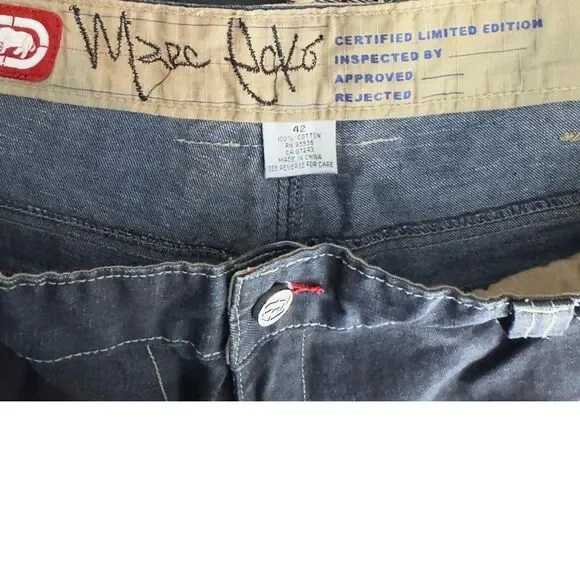 Marc Ecko
CERTIFIED LIMITED EDITION
INSPECTED BY
APPROVED
REJECTED
42
100% COTTON
RN 95536
CA 07243
MADE IN CHINA
SEE REVERSE FOR CARE